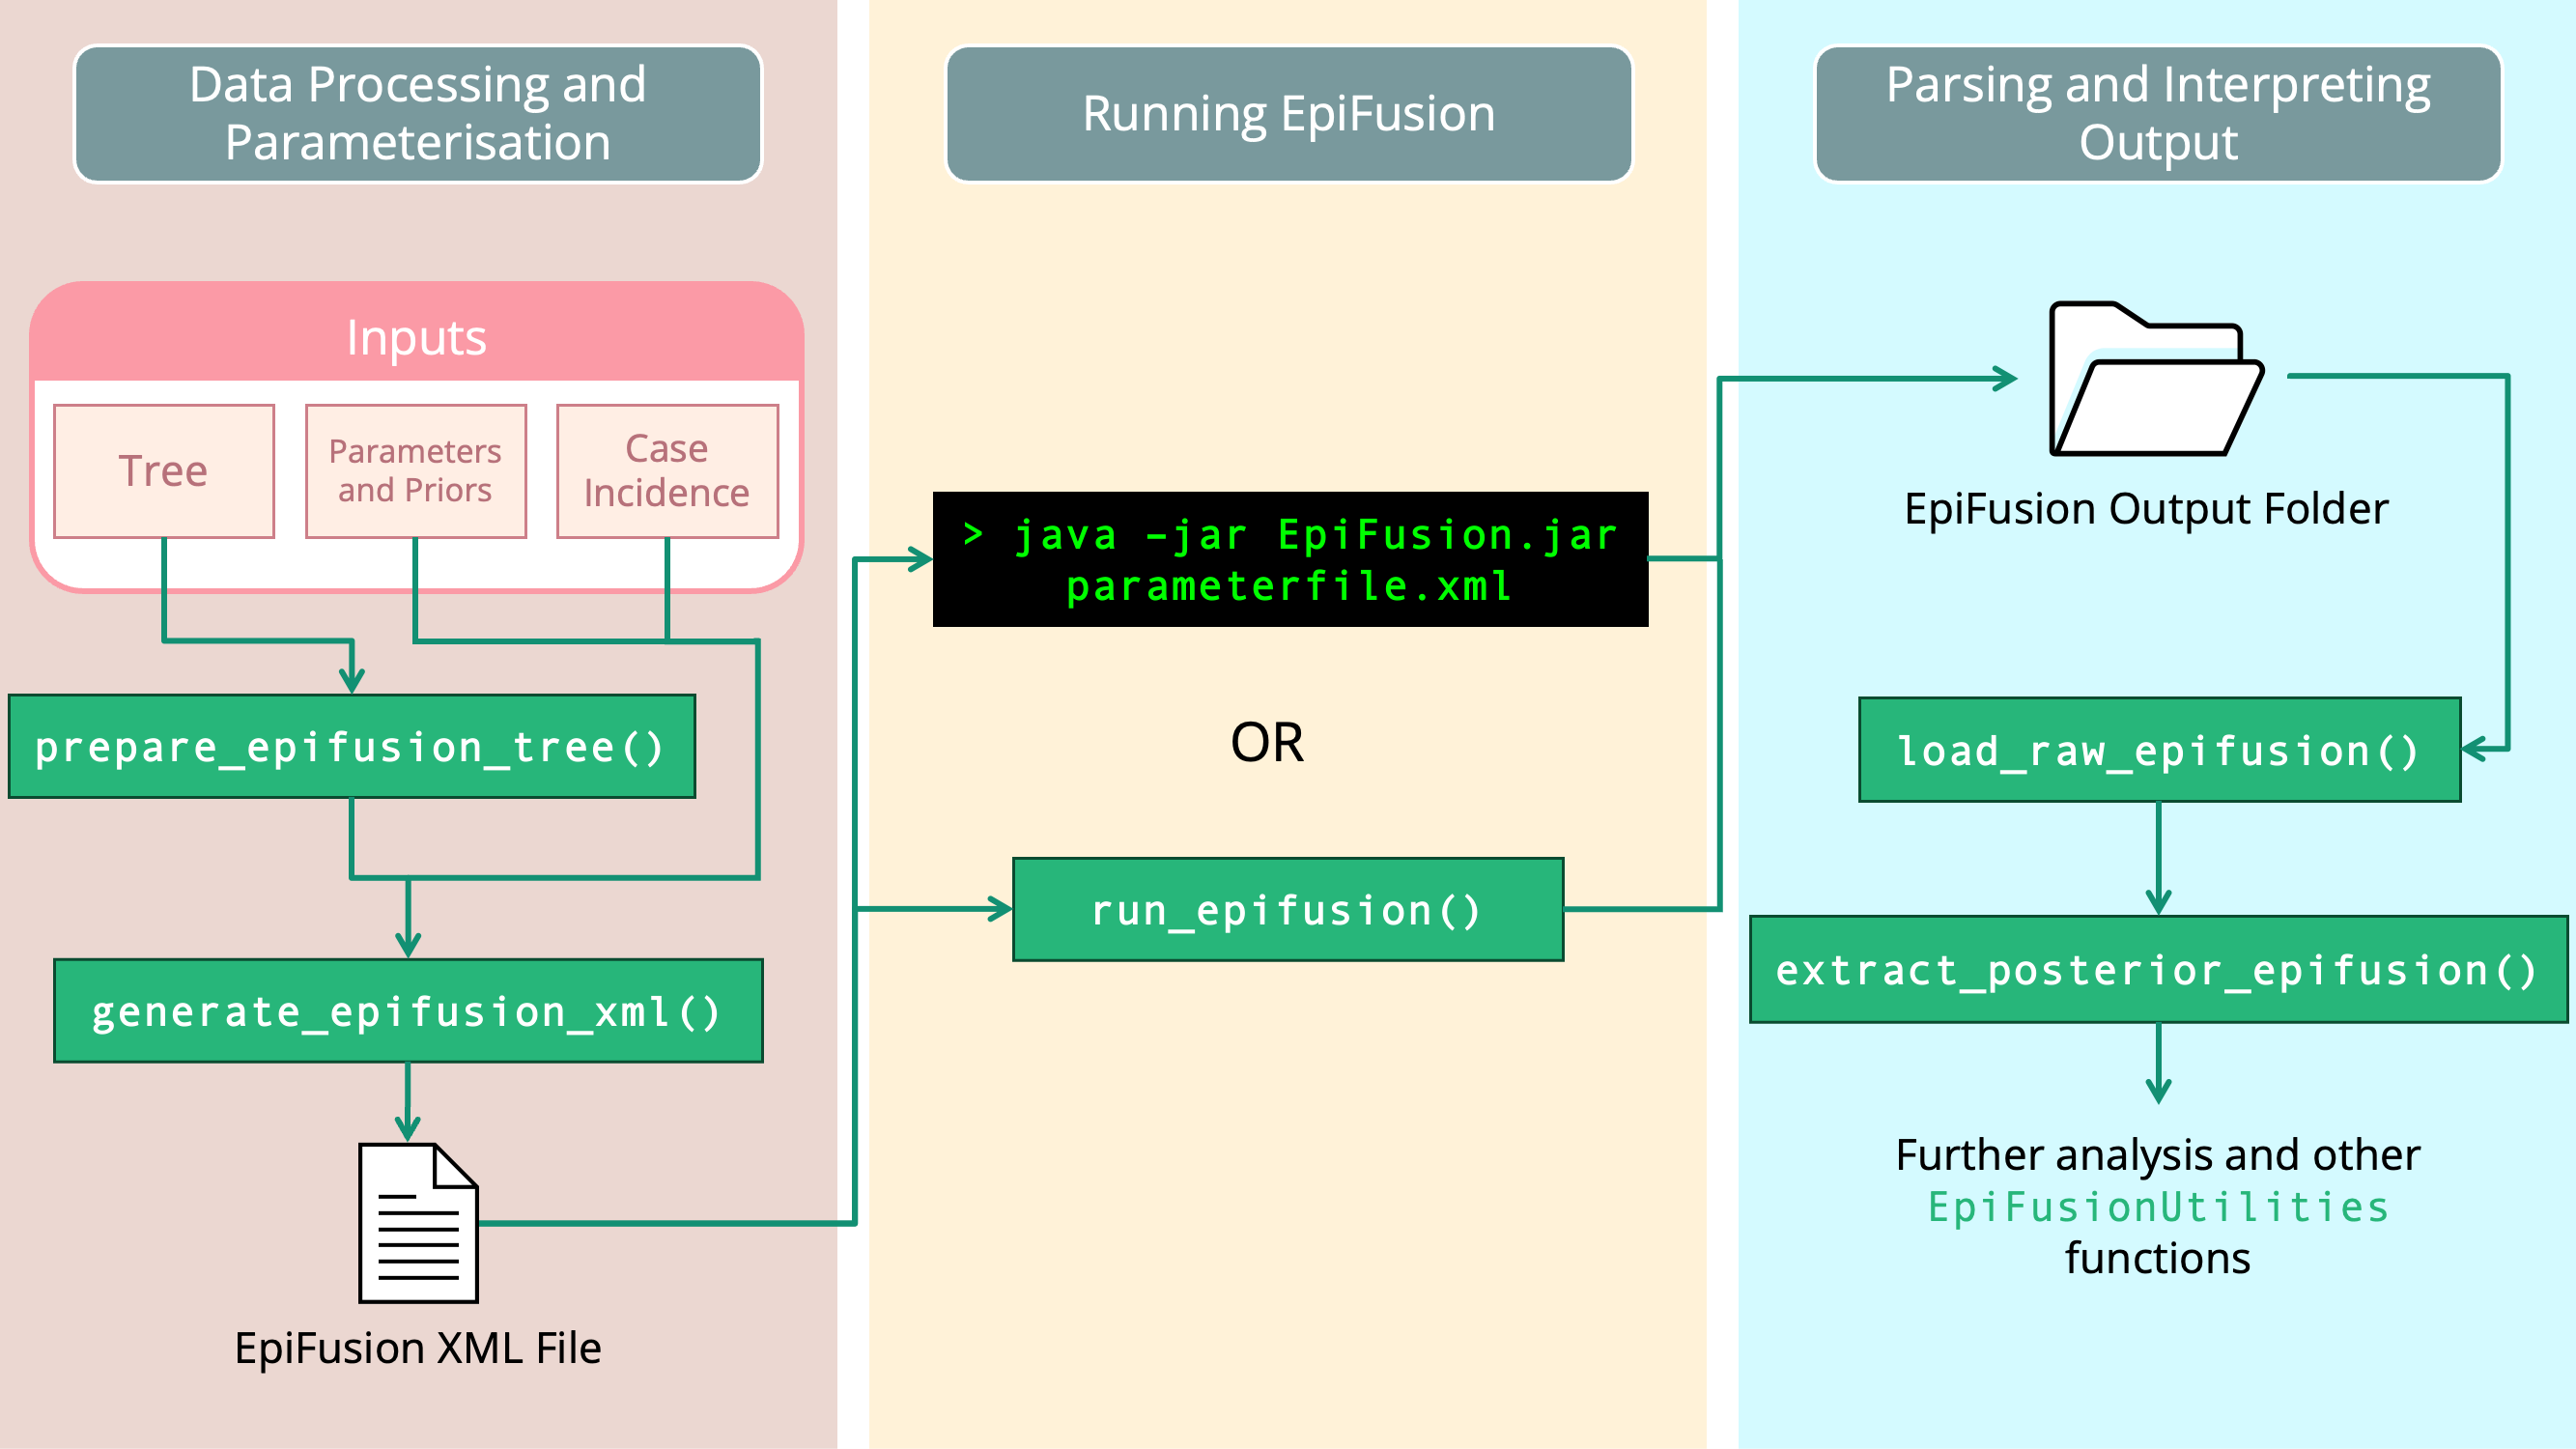 Data Processing and
Parameterisation
Inputs
Tree
Parameters
and Priors
Case
Incidence
prepare_epifusion_tree()
generate_epifusion_xml()
EpiFusion XML File
Running EpiFusion
> java –jar EpiFusion.jar
parameterfile.xml
OR
run_epifusion()
Parsing and Interpreting
Output
EpiFusion Output Folder
load_raw_epifusion()
extract_posterior_epifusion()
Further analysis and other
EpiFusionUtilities
functions